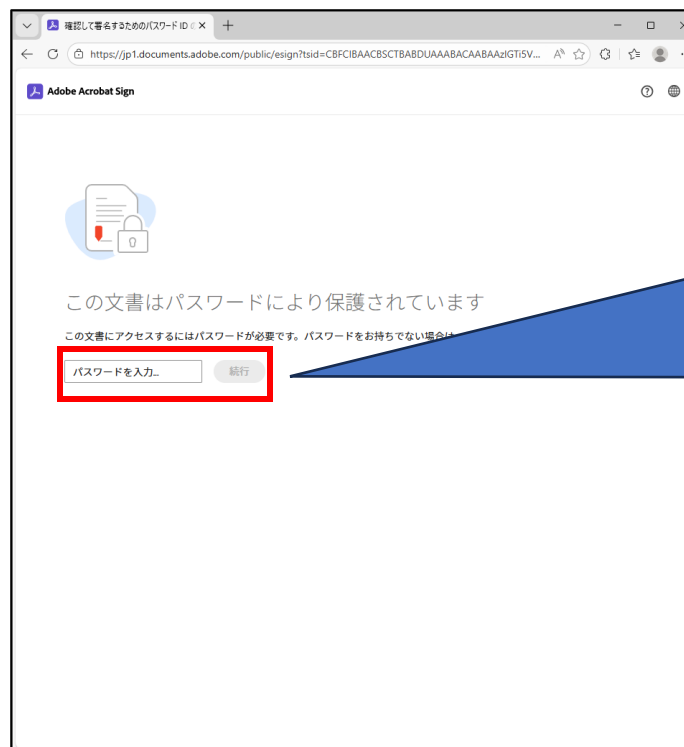 確認して署名するためのパスワード ID
https://jp1.documents.adobe.com/public/esign?tsid=CBFCIBAACBSCTBABDUAAABACAABAAzIGTi5V...
Adobe Acrobat Sign
この文書はパスワードにより保護されています
この文書にアクセスするにはパスワードが必要です。パスワードをお持ちでない場合は
パスワードを入力...
続行